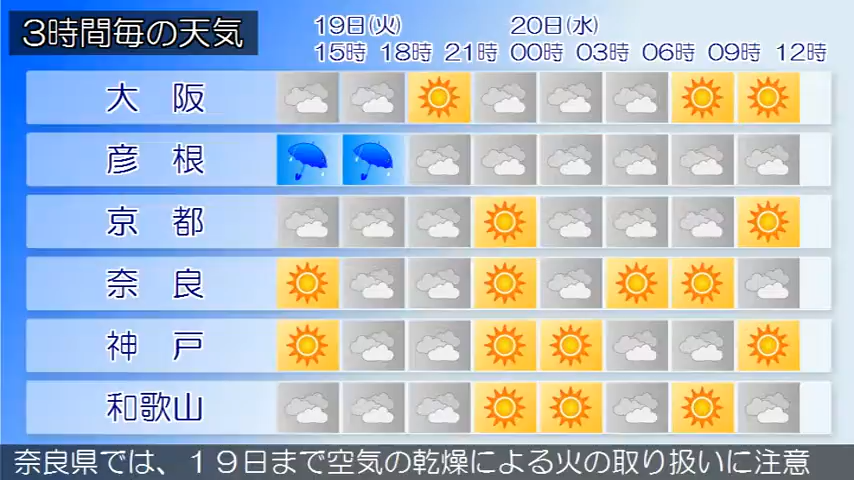 3時間毎の天気
19日(火) 20日(水)
15時 18時 21時 00時 03時 06時 09時 12時
大 阪
彦 根
京 都
奈 良
神 戸
和歌山
奈良県では、１９日まで空気の乾燥による火の取り扱いに注意